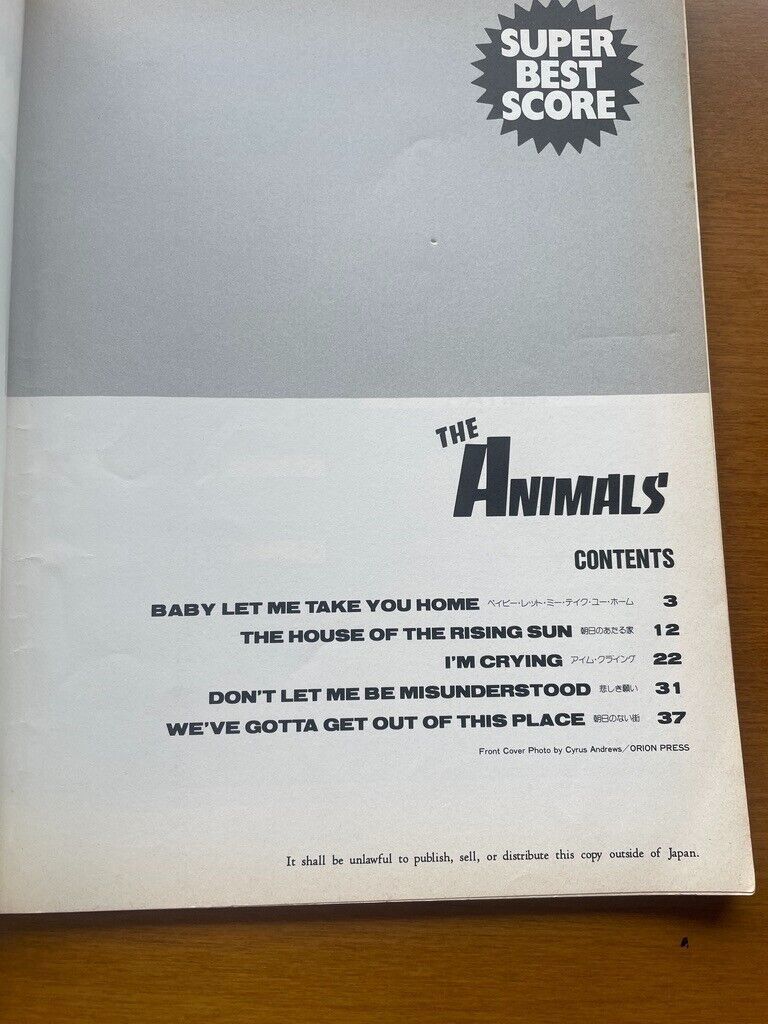 SUPER
BEST
SCORE
THE
ANIMALS
CONTENTS
BABY LET ME TAKE YOU HOME ベイビー・レット・ミー・テイク・ユー・ホーム 3
THE HOUSE OF THE RISING SUN 朝日のあたる家 12
I'M CRYING アイム・クライング 22
DON'T LET ME BE MISUNDERSTOOD 悲しき願い 31
WE'VE GOTTA GET OUT OF THIS PLACE 朝日のない街 37
Front Cover Photo by Cyrus Andrews／ORION PRESS
It shall be unlawful to publish, sell, or distribute this copy outside of Japan.